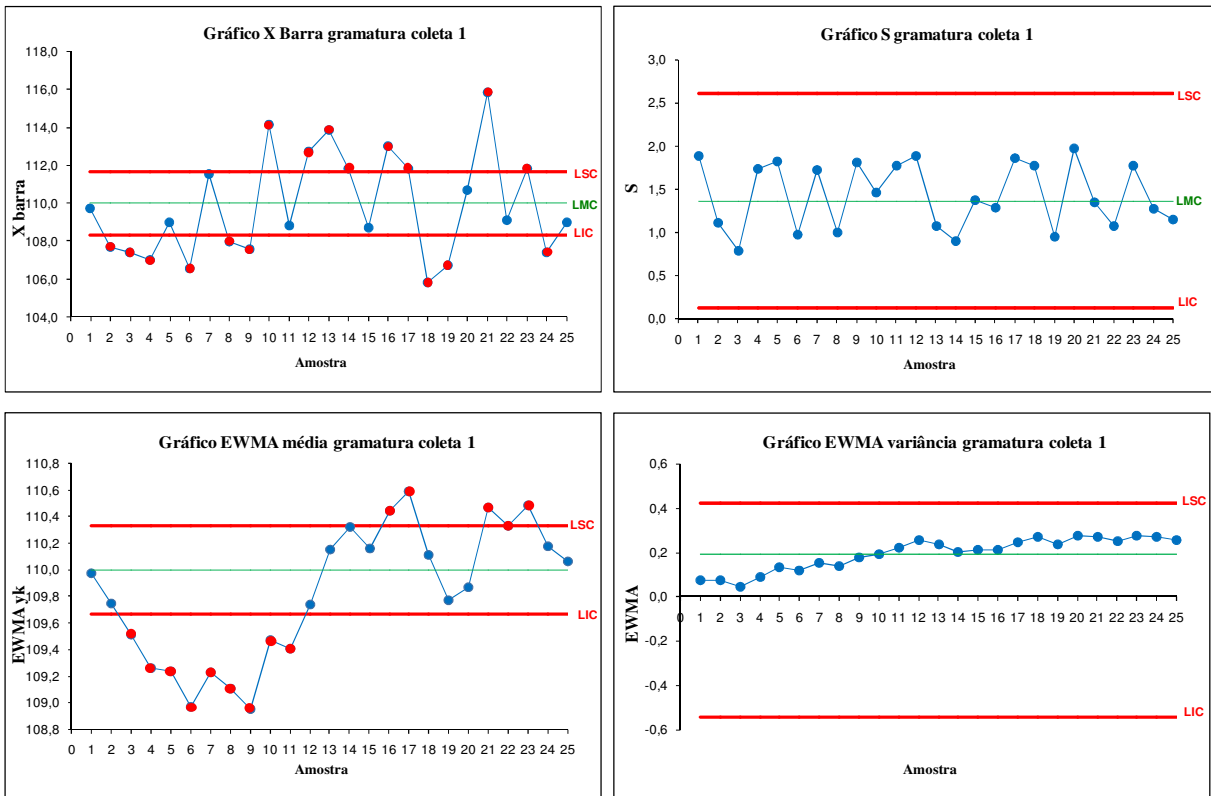 Gráfico X Barra gramatura coleta 1
118,0
116,0
114,0
112,0
110,0
108,0
106,0
104,0
X barra
LSC
LMC
LIC
0 1 2 3 4 5 6 7 8 9 10 11 12 13 14 15 16 17 18 19 20 21 22 23 24 25
Amostra
Gráfico S gramatura coleta 1
3,0
2,5
2,0
1,5
1,0
0,5
0,0
S
LSC
LMC
LIC
0 1 2 3 4 5 6 7 8 9 10 11 12 13 14 15 16 17 18 19 20 21 22 23 24 25
Amostra
Gráfico EWMA média gramatura coleta 1
110,8
110,6
110,4
110,2
110,0
109,8
109,6
109,4
109,2
109,0
108,8
EWMA yk
LSC
LIC
0 1 2 3 4 5 6 7 8 9 10 11 12 13 14 15 16 17 18 19 20 21 22 23 24 25
Amostra
Gráfico EWMA variância gramatura coleta 1
0,6
0,4
0,2
0,0
-0,2
-0,4
-0,6
EWMA
LSC
LIC
0 1 2 3 4 5 6 7 8 9 10 11 12 13 14 15 16 17 18 19 20 21 22 23 24 25
Amostra